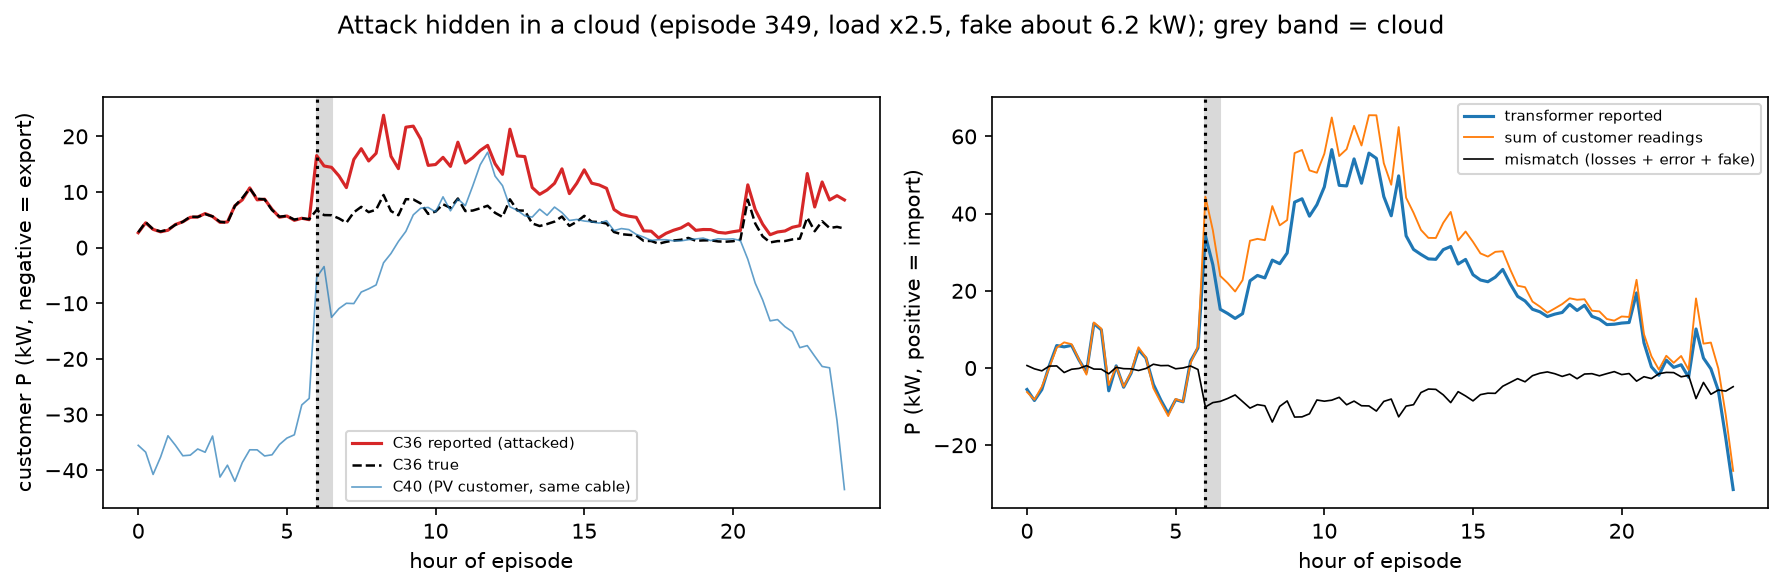 Attack hidden in a cloud (episode 349, load x2.5, fake about 6.2 kW); grey band = cloud
customer P (kW, negative = export)
20
10
0
−10
−20
−30
−40
C36 reported (attacked)
C36 true
C40 (PV customer, same cable)
0 5 10 15 20
hour of episode
P (kW, positive = import)
60
40
20
0
−20
transformer reported
sum of customer readings
mismatch (losses + error + fake)
0 5 10 15 20
hour of episode